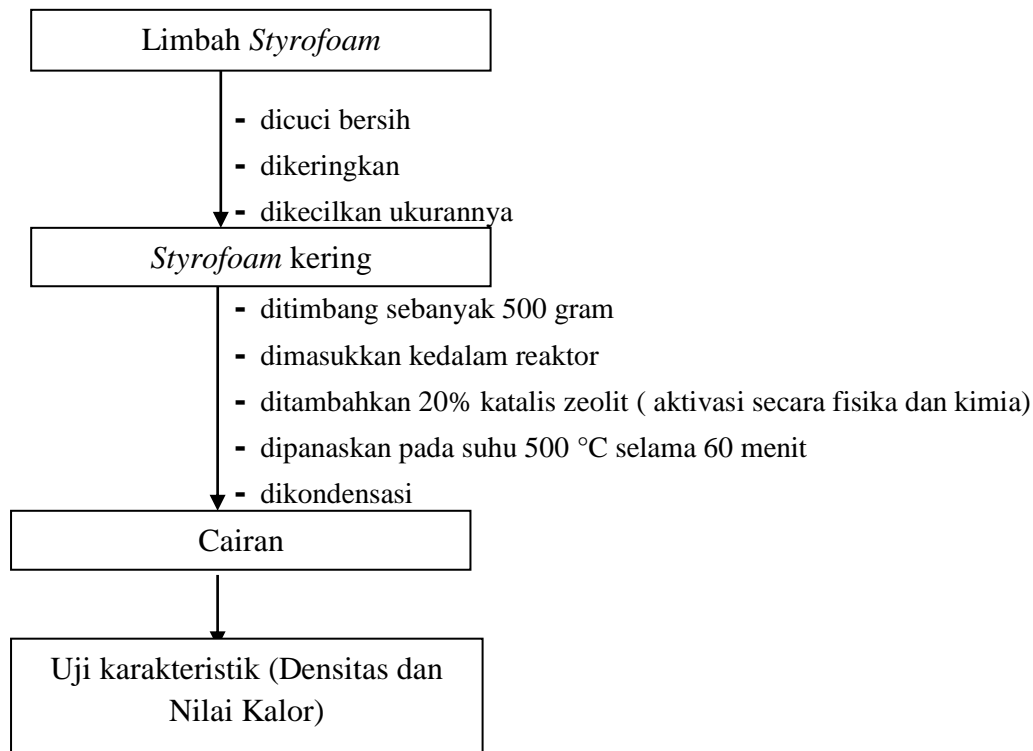 Limbah Styrofoam
- dicuci bersih
- dikeringkan
- dikecilkan ukurannya
Styrofoam kering
- ditimbang sebanyak 500 gram
- dimasukkan kedalam reaktor
- ditambahkan 20% katalis zeolit ( aktivasi secara fisika dan kimia)
- dipanaskan pada suhu 500 °C selama 60 menit
- dikondensasi
Cairan
Uji karakteristik (Densitas dan
Nilai Kalor)